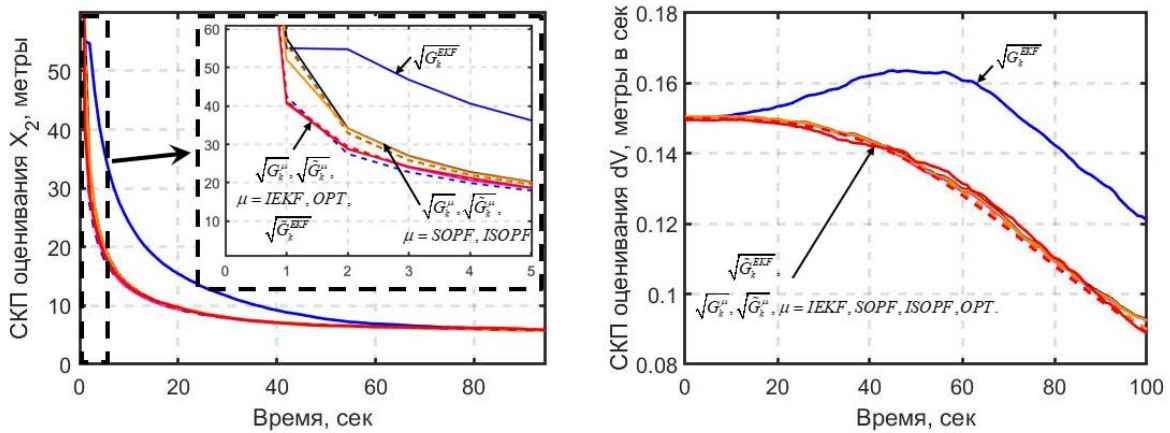 СКП оценивания X₂, метры
50
40
30
20
10
0
0 20 40 60 80
Время, сек
60
50
40
30
20
10
0 1 2 3 4 5
√G_k^{EKF}
√G_k^μ, √G̃_k^μ,
μ = IEKF, OPT,
√G̃_k^{EKF}
√G_k^μ, √G̃_k^μ,
μ = SOPF, ISOPF
СКП оценивания dV, метры в сек
0.18
0.16
0.14
0.12
0.1
0.08
0 20 40 60 80 100
Время, сек
√G_k^{EKF}
√G̃_k^{EKF},
√G_k^μ, √G̃_k^μ, μ = IEKF, SOPF, ISOPF, OPT.